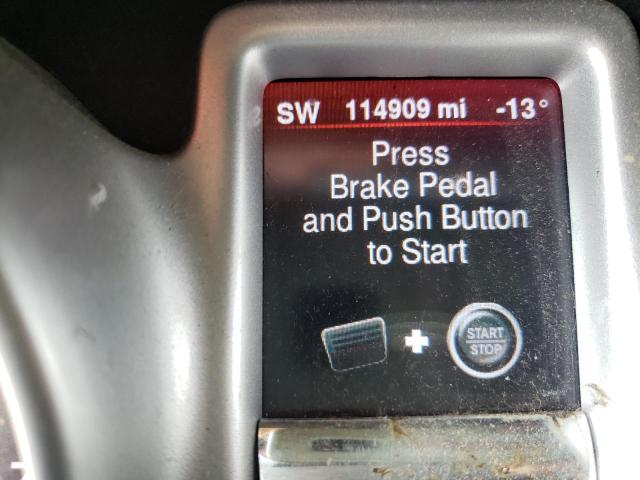 SW 114909 mi -13°
Press
Brake Pedal
and Push Button
to Start
START
STOP